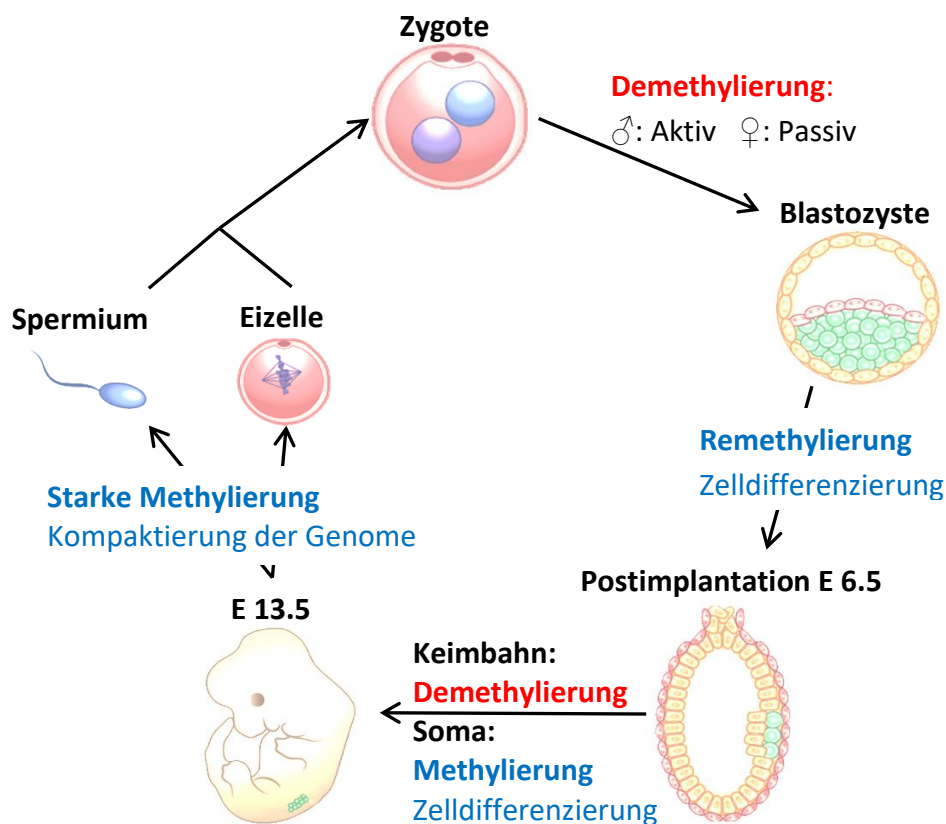 Zygote
Demethylierung:
♂: Aktiv ♀: Passiv
Blastozyste
Spermium
Eizelle
Remethylierung
Zelldifferenzierung
Starke Methylierung
Kompaktierung der Genome
Postimplantation E 6.5
E 13.5
Keimbahn:
Demethylierung
Soma:
Methylierung
Zelldifferenzierung